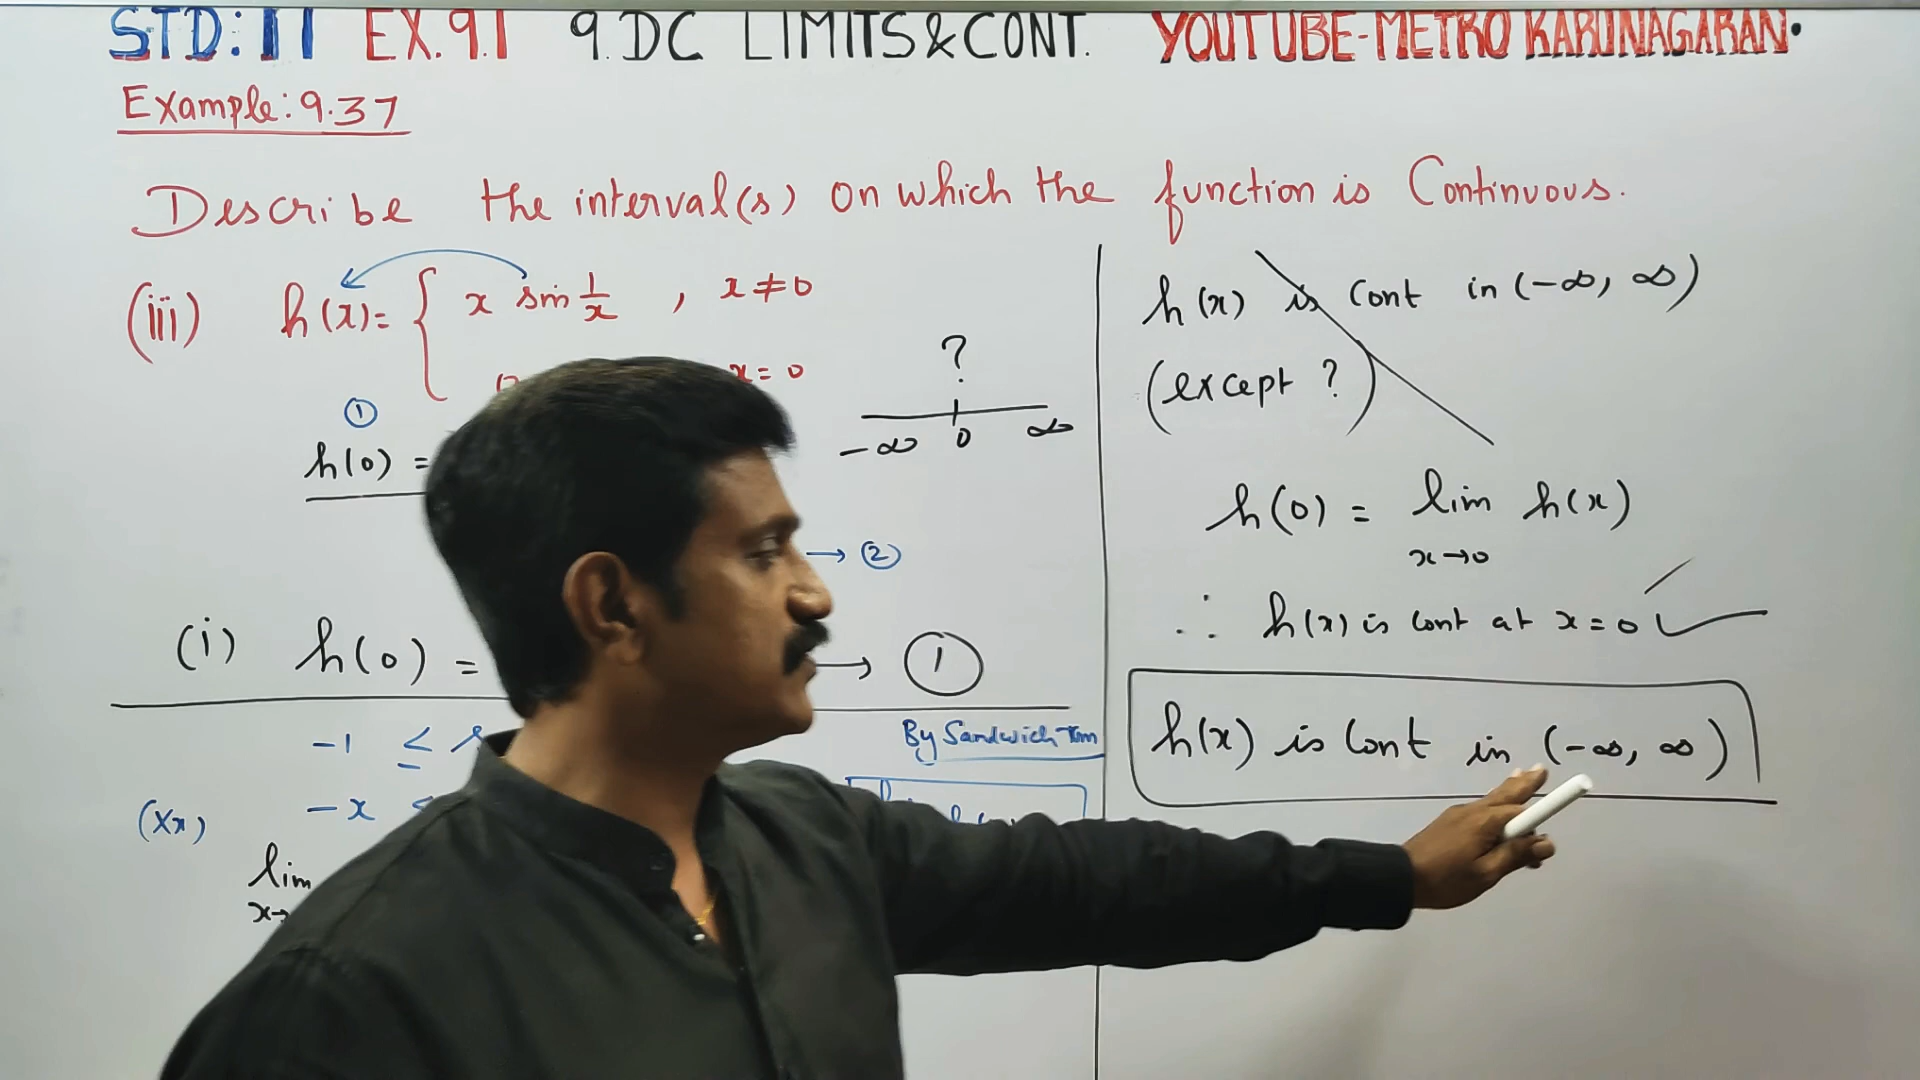 STD: 11 EX.9.1 9.DC LIMITS & CONT. YOUTUBE-METRO KARUNAGARAN.
Example: 9.37
Describe the interval(s) on which the function is Continuous.
(iii) h(x)= { x sin 1/x , x≠0
x=0
①
h(0) =
?
-∞ 0 ∞
→ ②
(i) h(0) = → ①
-1 ≤
By Sandwich Tm
(Xx) -x ≤
lim
x→
h(x) is cont in (-∞, ∞)
(except ?)
h(0) = lim h(x)
x→0
∴ h(x) is cont at x=0
h(x) is cont in (-∞, ∞)